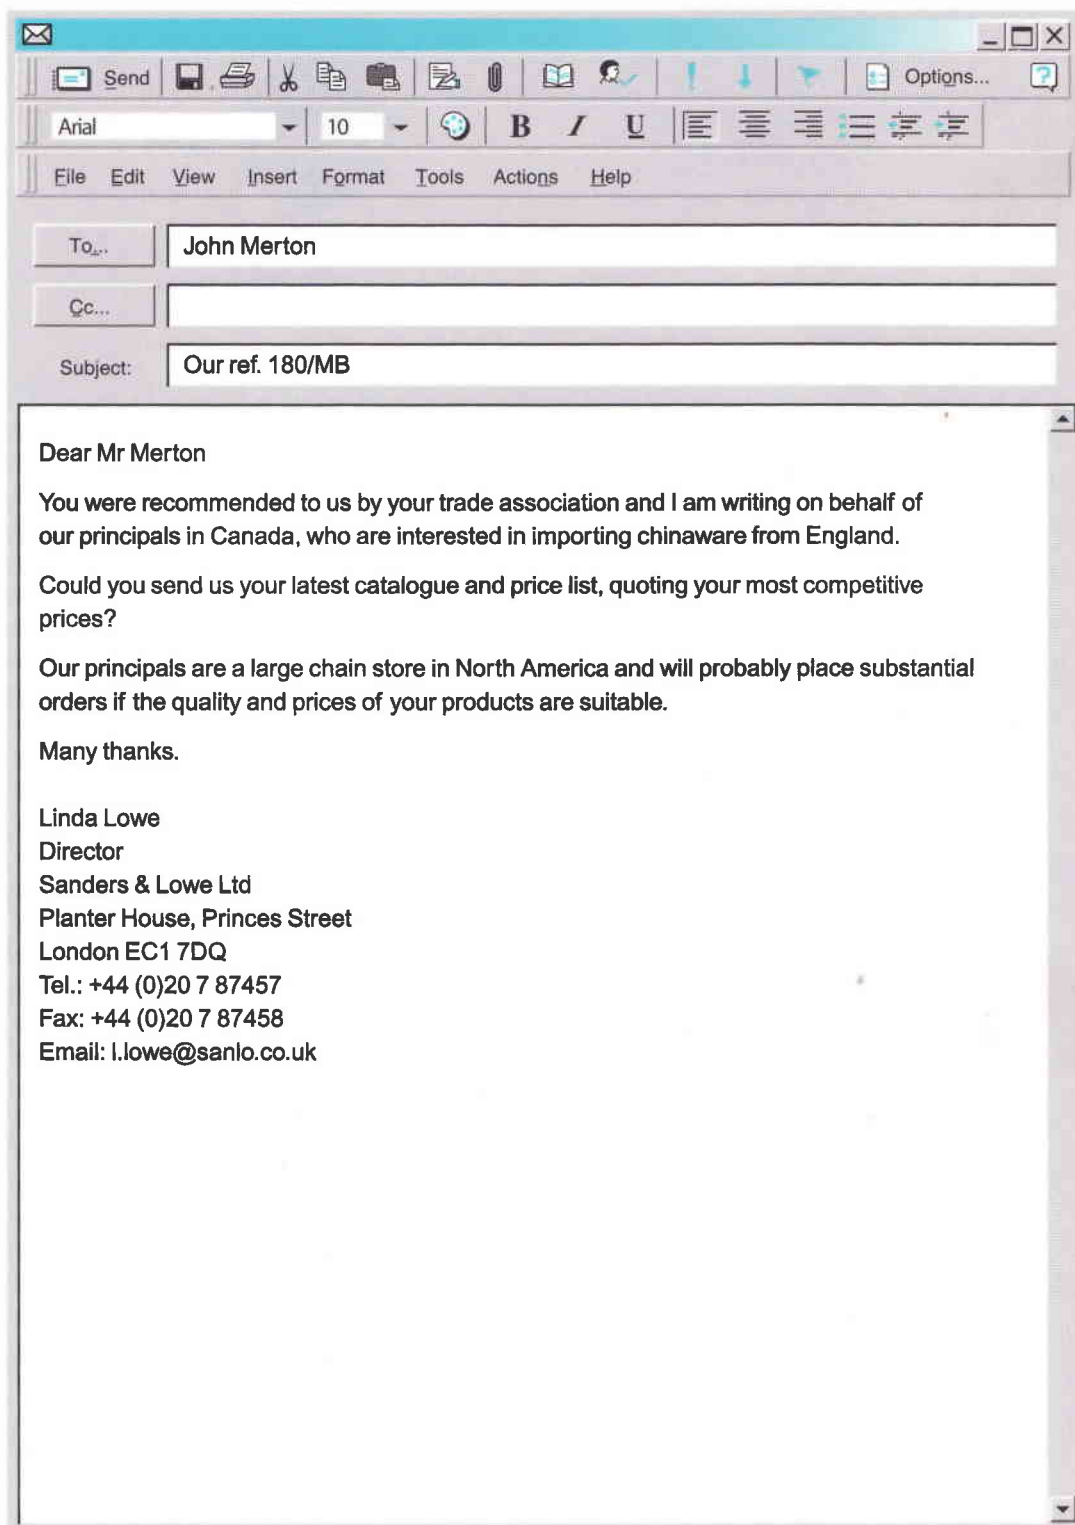 Send
Options...
Arial
10
B I U
File Edit View Insert Format Tools Actions Help
To... John Merton
Cc...
Subject: Our ref. 180/MB
Dear Mr Merton
You were recommended to us by your trade association and I am writing on behalf of
our principals in Canada, who are interested in importing chinaware from England.
Could you send us your latest catalogue and price list, quoting your most competitive
prices?
Our principals are a large chain store in North America and will probably place substantial
orders if the quality and prices of your products are suitable.
Many thanks.
Linda Lowe
Director
Sanders & Lowe Ltd
Planter House, Princes Street
London EC1 7DQ
Tel.: +44 (0)20 7 87457
Fax: +44 (0)20 7 87458
Email: l.lowe@sanlo.co.uk